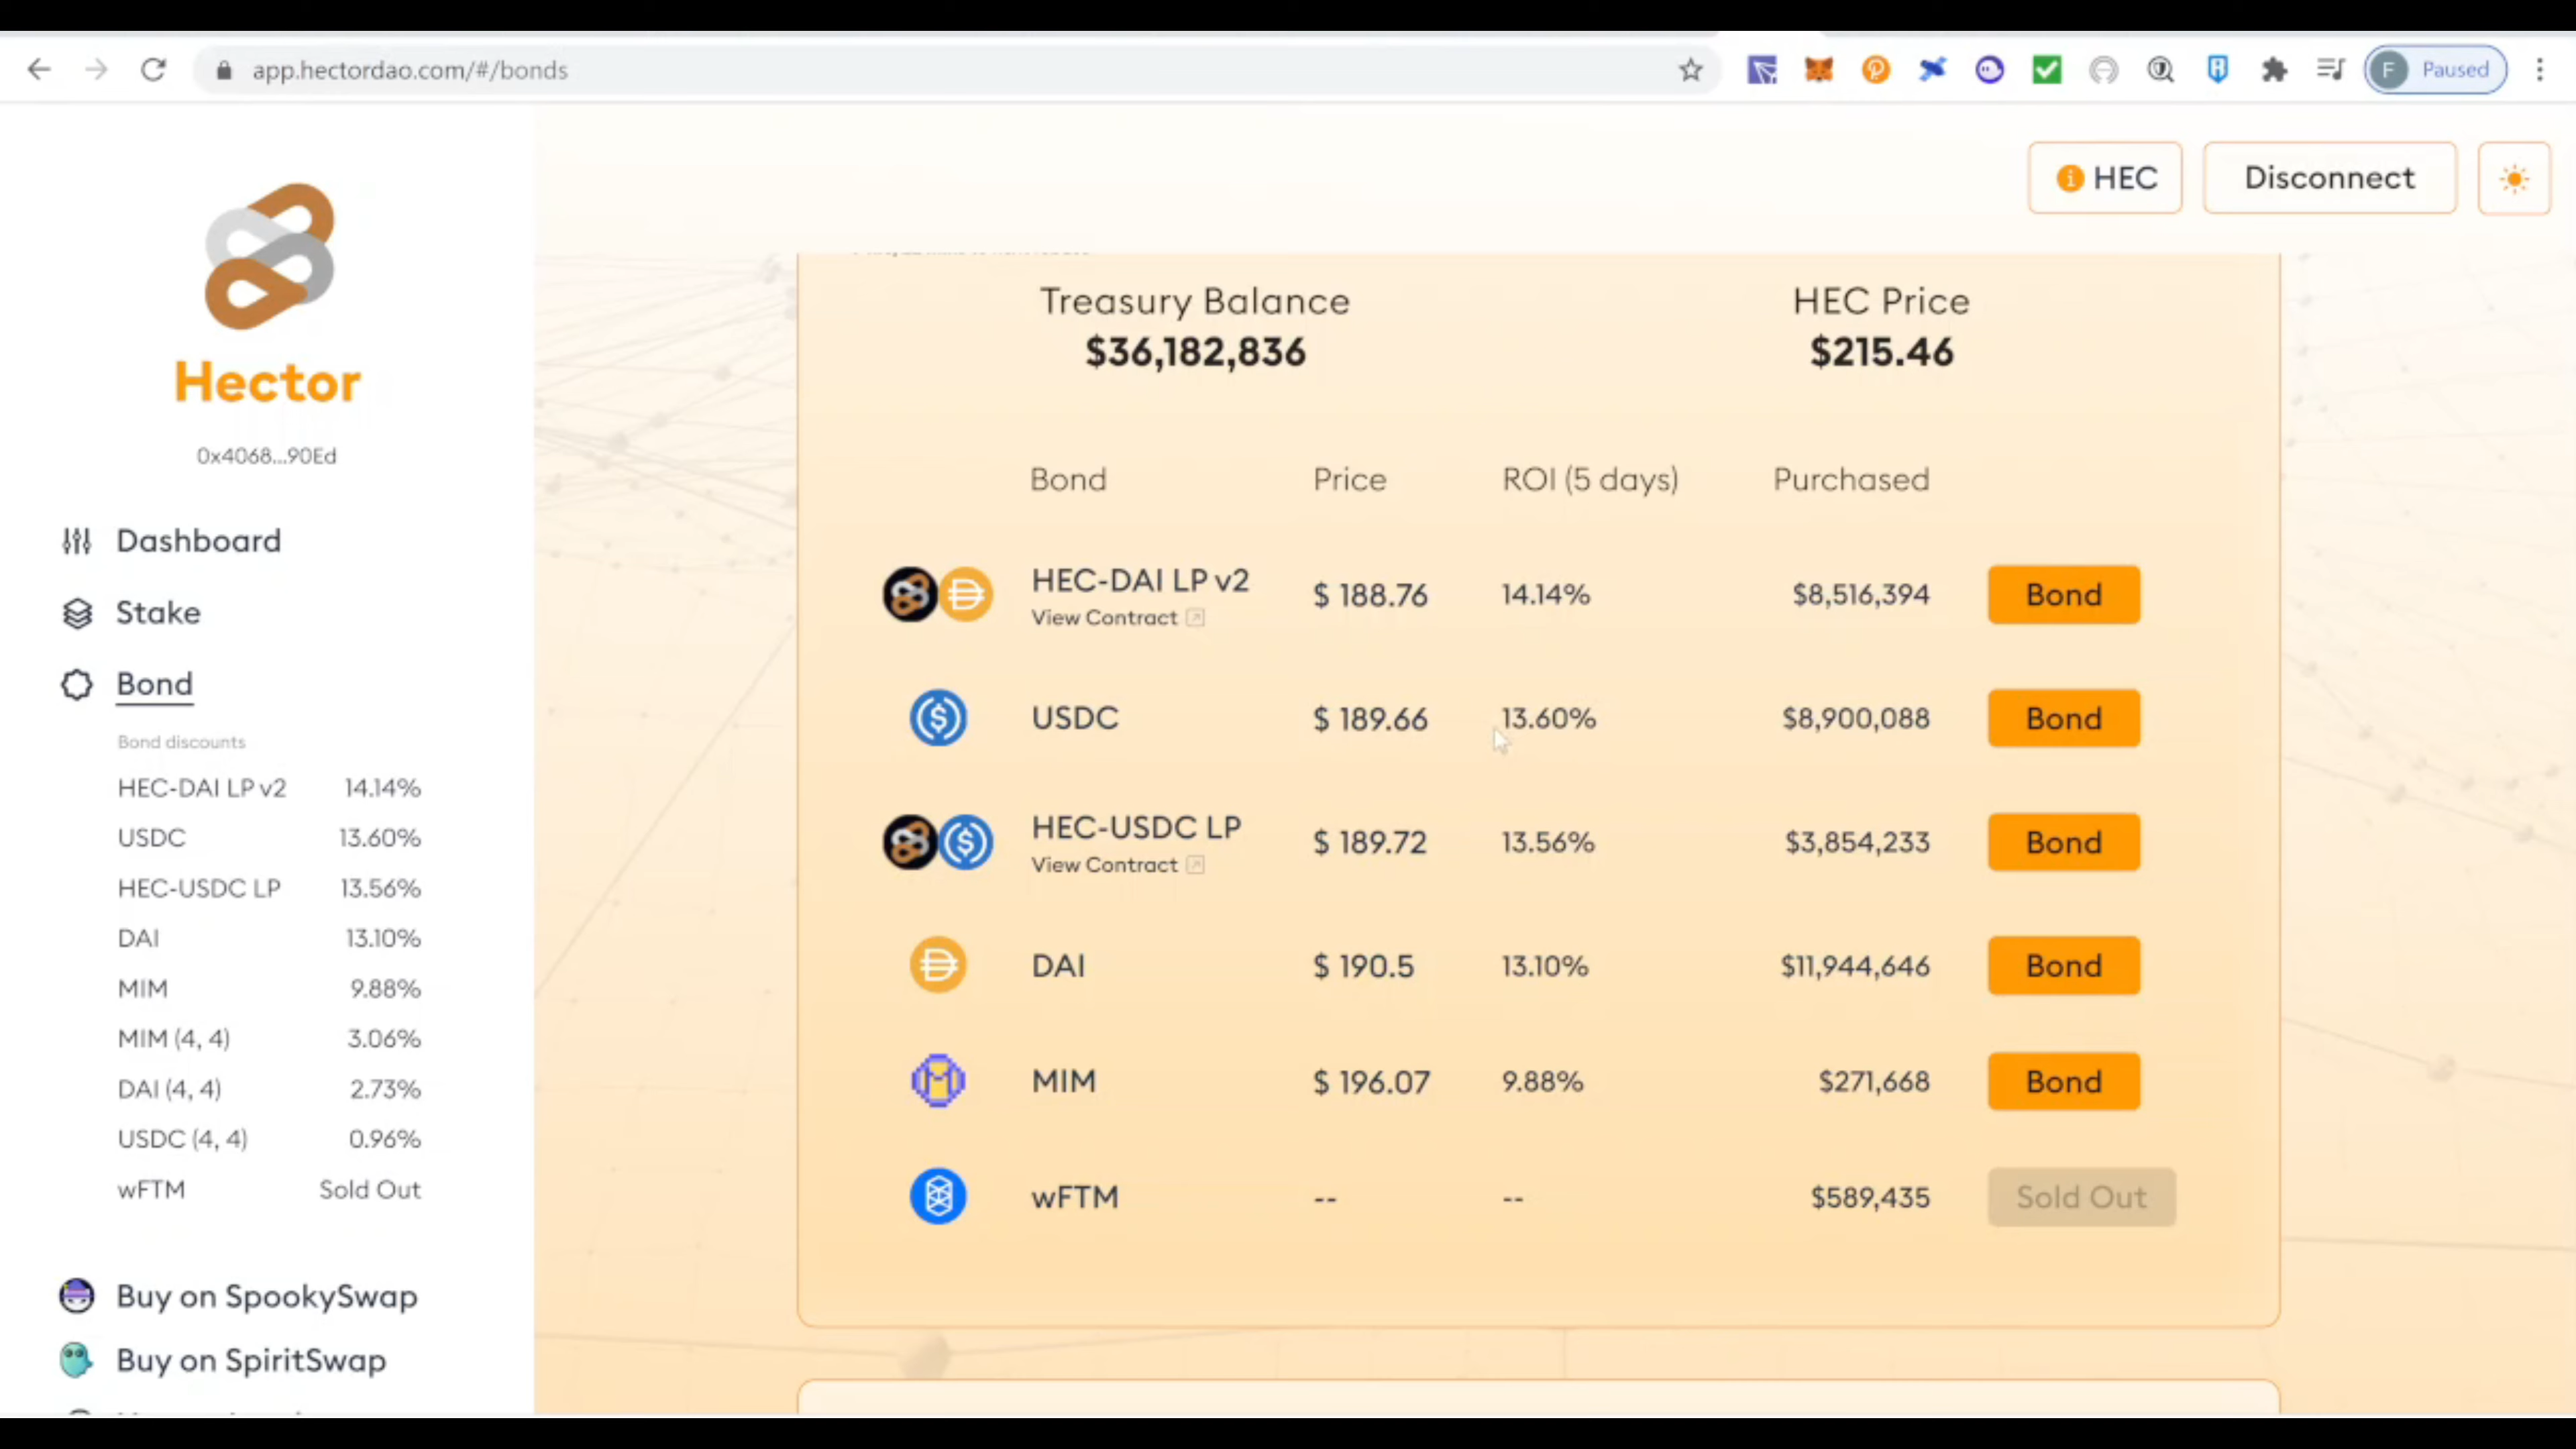 app.hectordao.com/#/bonds
F Paused
HEC
Disconnect
Hector
0x4068...90Ed
Dashboard
Stake
Bond
Bond discounts
HEC-DAI LP v2 14.14%
USDC 13.60%
HEC-USDC LP 13.56%
DAI 13.10%
MIM 9.88%
MIM (4, 4) 3.06%
DAI (4, 4) 2.73%
USDC (4, 4) 0.96%
wFTM Sold Out
Buy on SpookySwap
Buy on SpiritSwap
Treasury Balance HEC Price
$36,182,836 $215.46
Bond Price ROI (5 days) Purchased
HEC-DAI LP v2 $ 188.76 14.14% $8,516,394 Bond
View Contract
USDC $ 189.66 13.60% $8,900,088 Bond
HEC-USDC LP $ 189.72 13.56% $3,854,233 Bond
View Contract
DAI $ 190.5 13.10% $11,944,646 Bond
MIM $ 196.07 9.88% $271,668 Bond
wFTM -- -- $589,435 Sold Out